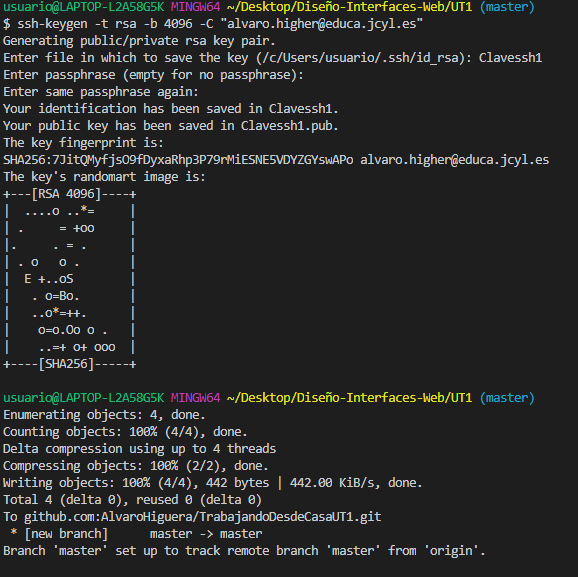 usuario@LAPTOP-L2A58G5K MINGW64 ~/Desktop/Diseño-Interfaces-Web/UT1 (master)
$ ssh-keygen -t rsa -b 4096 -C "alvaro.higher@educa.jcyl.es"
Generating public/private rsa key pair.
Enter file in which to save the key (/c/Users/usuario/.ssh/id_rsa): Clavessh1
Enter passphrase (empty for no passphrase):
Enter same passphrase again:
Your identification has been saved in Clavessh1.
Your public key has been saved in Clavessh1.pub.
The key fingerprint is:
SHA256:7JitQMyfjsO9fDyxaRhp3P79rMiESNE5VDYZGYswAPo alvaro.higher@educa.jcyl.es
The key's randomart image is:
+---[RSA 4096]----+
|  ....o ..*=     |
| .     = +oo     |
|.     . = .      |
| . o   o .       |
|  E +..oS        |
|   . o=Bo.       |
|   ..o*=++.      |
|    o=o.Oo o .   |
|    ..=+ o+ ooo  |
+----[SHA256]-----+
usuario@LAPTOP-L2A58G5K MINGW64 ~/Desktop/Diseño-Interfaces-Web/UT1 (master)
Enumerating objects: 4, done.
Counting objects: 100% (4/4), done.
Delta compression using up to 4 threads
Compressing objects: 100% (2/2), done.
Writing objects: 100% (4/4), 442 bytes | 442.00 KiB/s, done.
Total 4 (delta 0), reused 0 (delta 0)
To github.com:AlvaroHiguera/TrabajandoDesdeCasaUT1.git
 * [new branch]      master -> master
Branch 'master' set up to track remote branch 'master' from 'origin'.